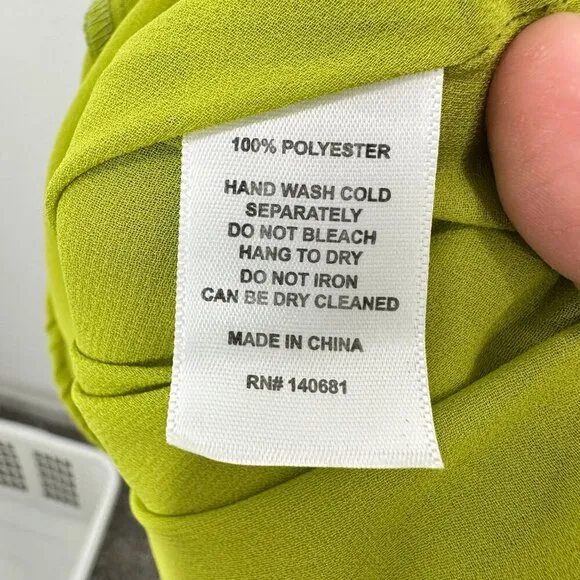 100% POLYESTER
HAND WASH COLD
SEPARATELY
DO NOT BLEACH
HANG TO DRY
DO NOT IRON
CAN BE DRY CLEANED
MADE IN CHINA
RN# 140681